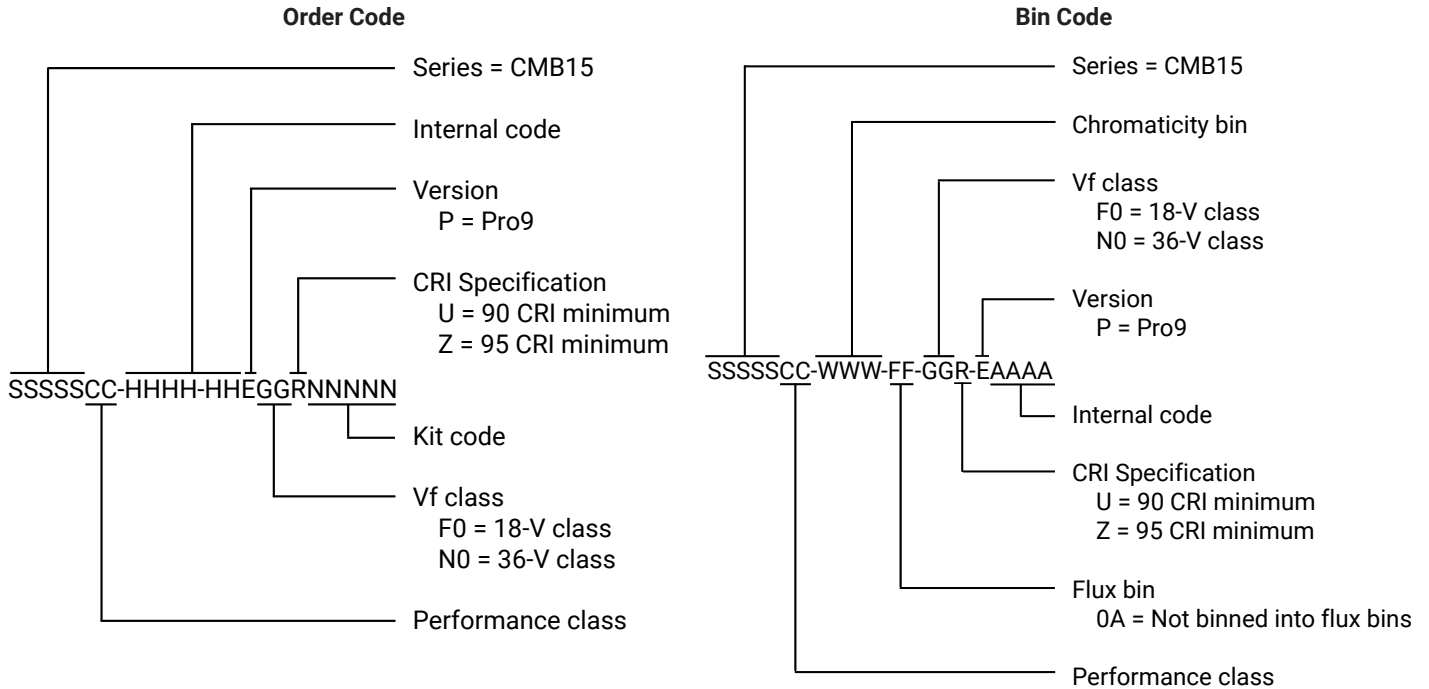 Order Code
Series = CMB15
Internal code
Version
P = Pro9
CRI Specification
U = 90 CRI minimum
Z = 95 CRI minimum
SSSSSCC-HHHH-HHEGGRNNNNN
Kit code
Vf class
F0 = 18-V class
N0 = 36-V class
Performance class
Bin Code
Series = CMB15
Chromaticity bin
Vf class
F0 = 18-V class
N0 = 36-V class
Version
P = Pro9
SSSSSCC-WWW-FF-GGR-EAAAA
Internal code
CRI Specification
U = 90 CRI minimum
Z = 95 CRI minimum
Flux bin
0A = Not binned into flux bins
Performance class